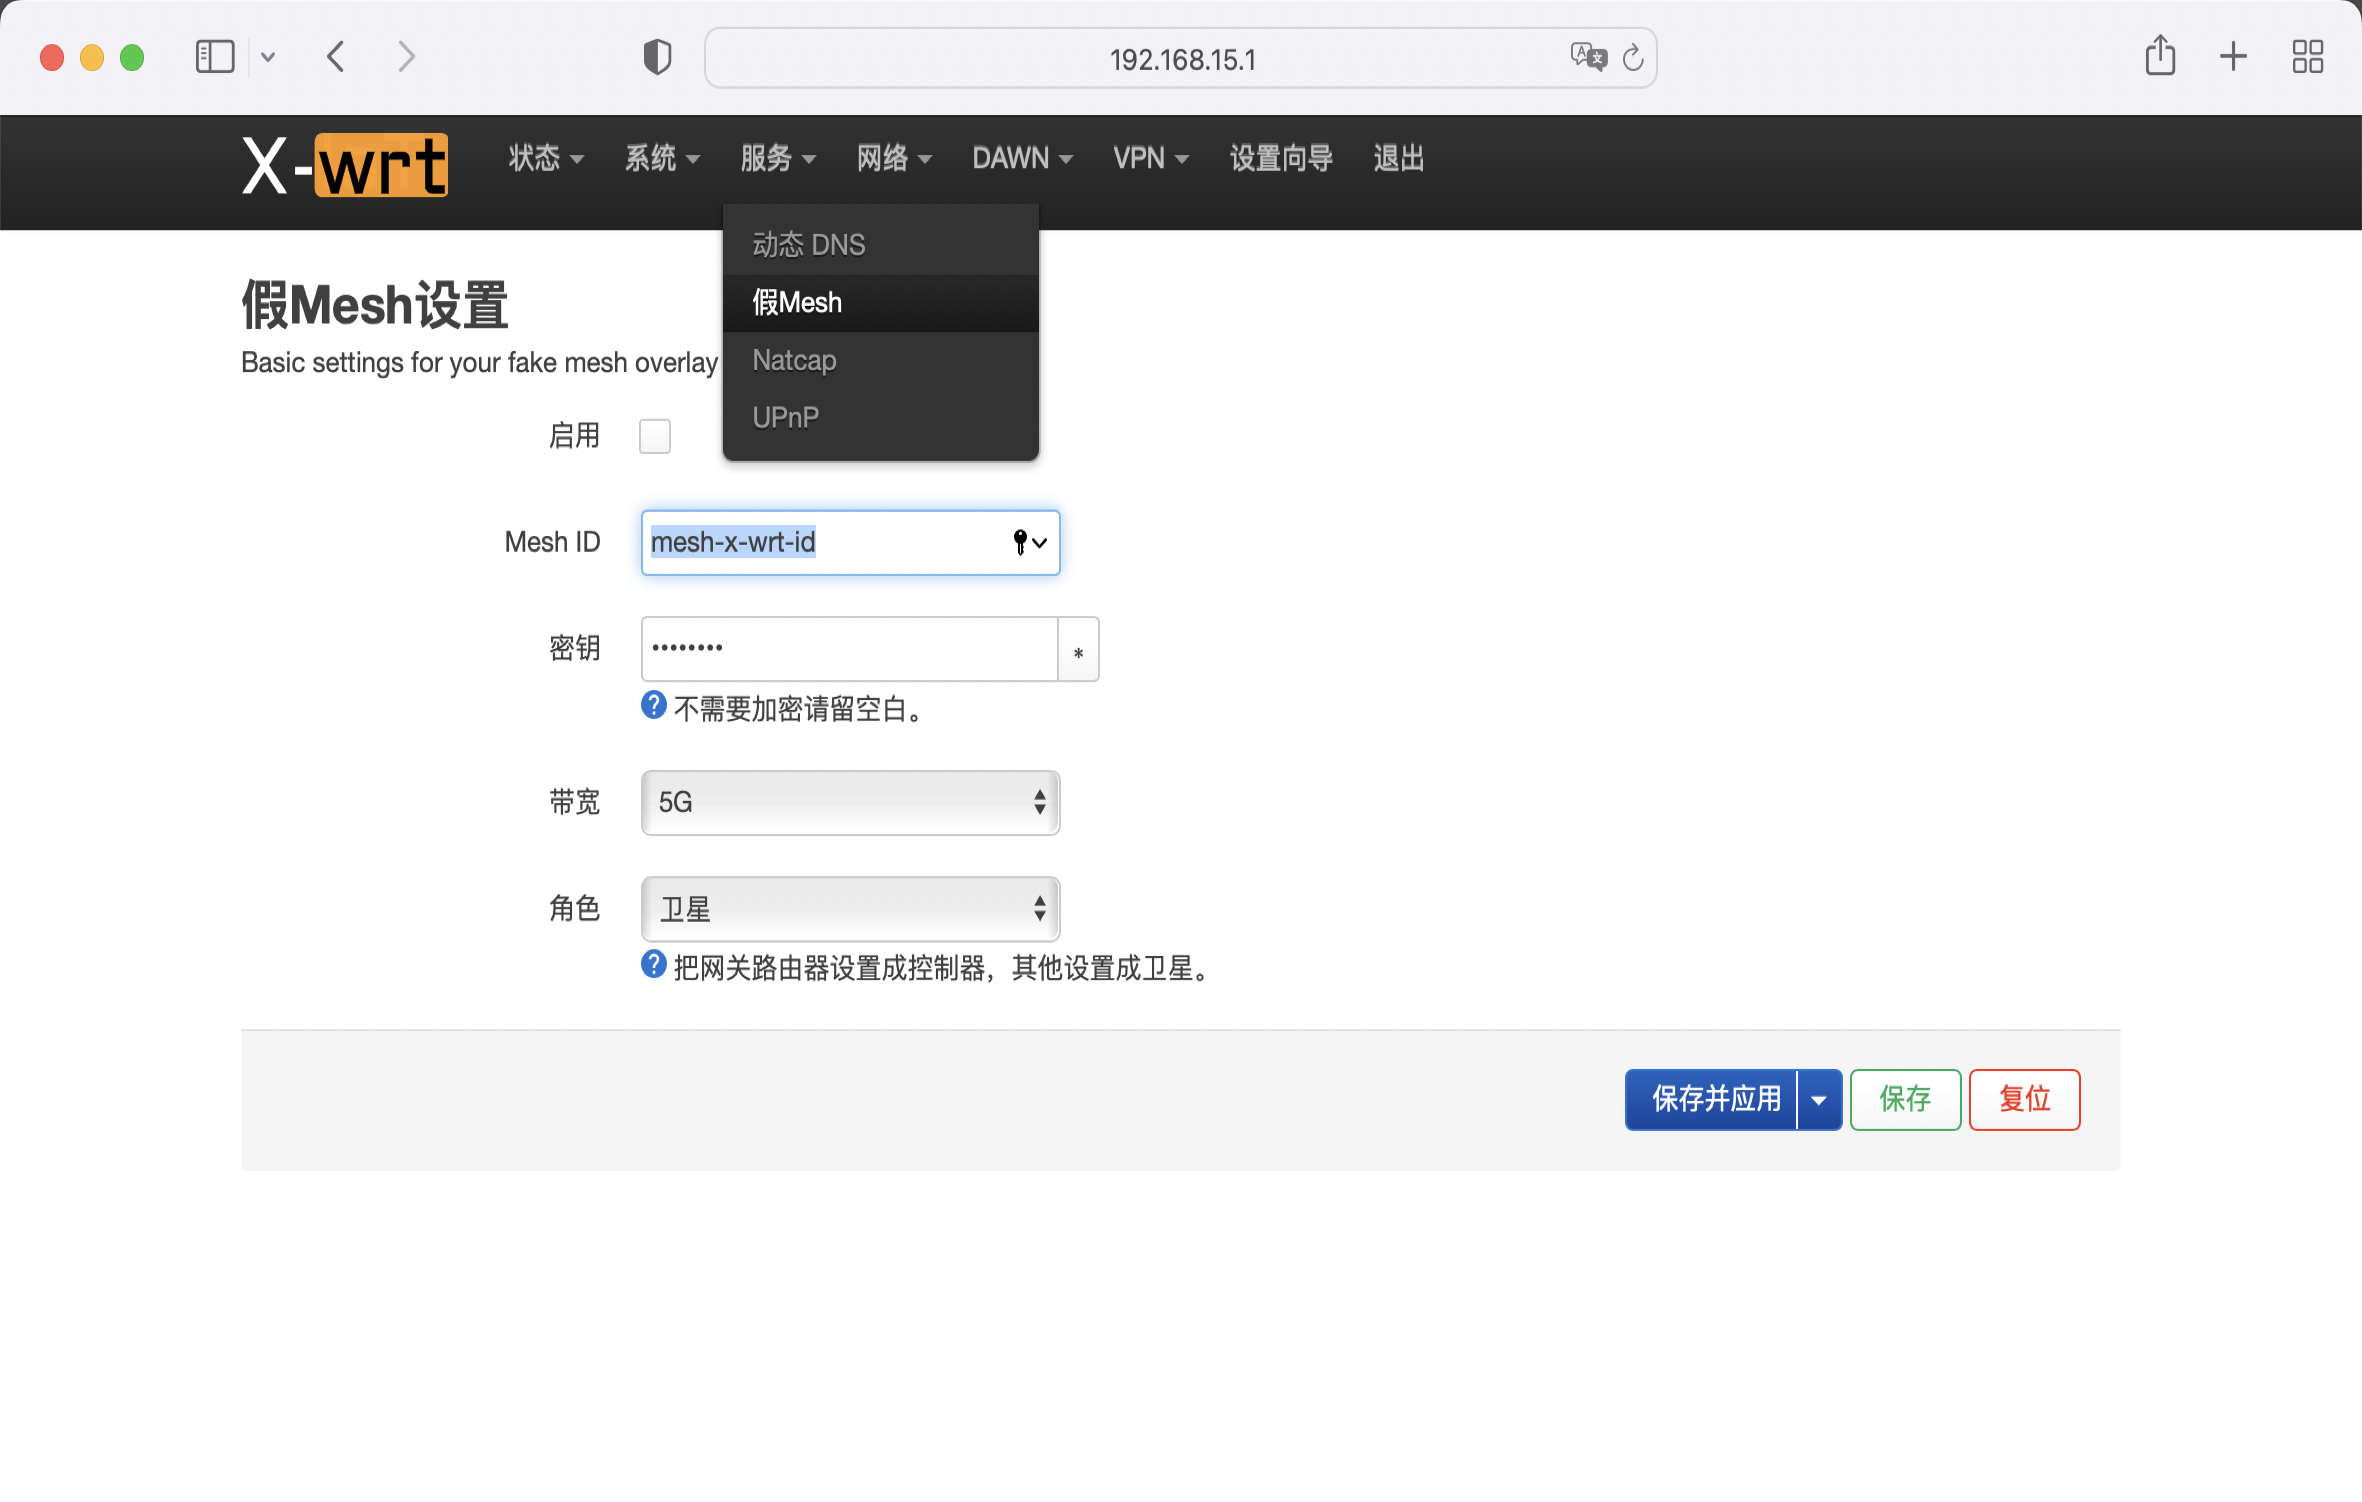 192.168.15.1
X-wrt 状态 系统 服务 网络 DAWN VPN 设置向导 退出
动态 DNS
假Mesh
Natcap
UPnP
假Mesh设置
Basic settings for your fake mesh overlay
启用
Mesh ID mesh-x-wrt-id
密钥 •••••••• *
不需要加密请留空白。
带宽 5G
角色 卫星
把网关路由器设置成控制器，其他设置成卫星。
保存并应用 保存 复位